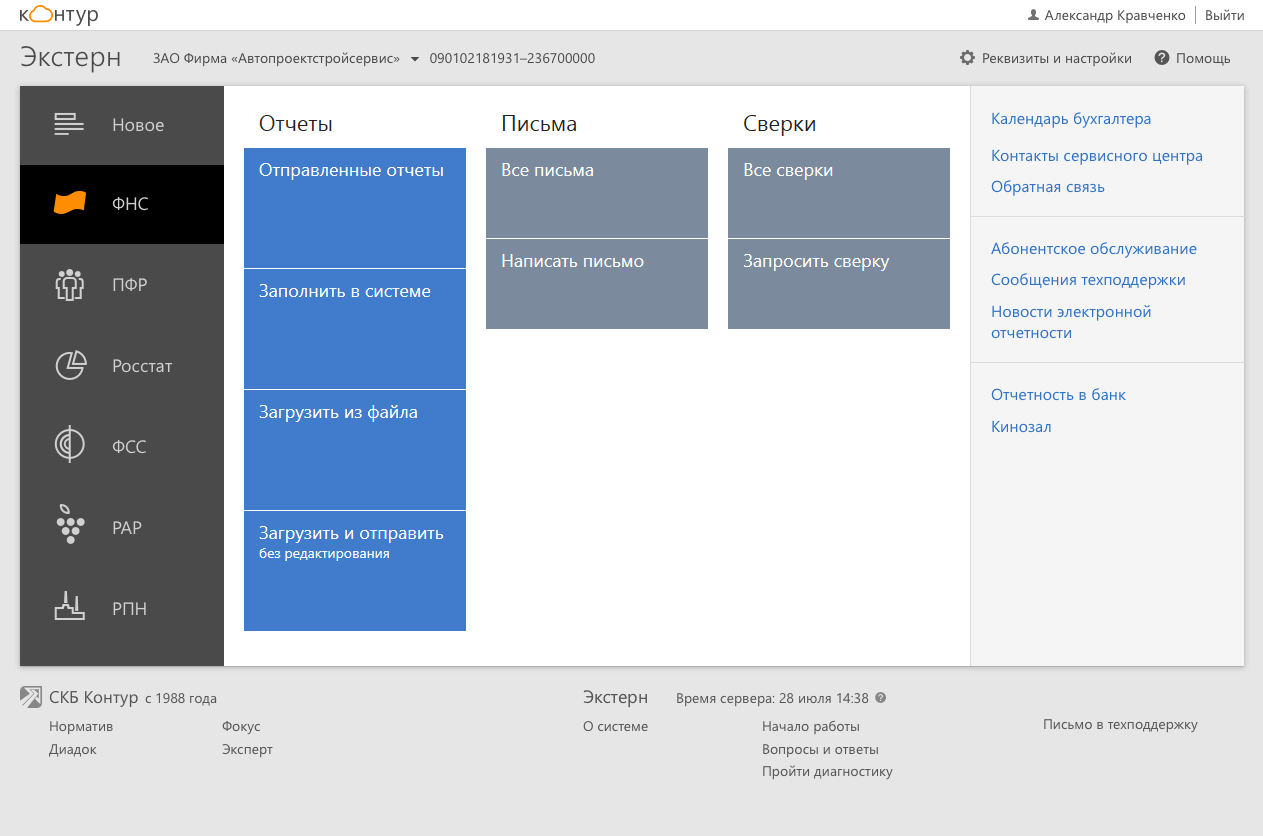 контур
Александр Кравченко
Выйти
Экстерн
ЗАО Фирма «Автопроектстройсервис»
090102181931–236700000
Реквизиты и настройки
Помощь
Новое
ФНС
ПФР
Росстат
ФСС
РАР
РПН
Отчеты
Отправленные отчеты
Заполнить в системе
Загрузить из файла
Загрузить и отправить
без редактирования
Письма
Все письма
Написать письмо
Сверки
Все сверки
Запросить сверку
Календарь бухгалтера
Контакты сервисного центра
Обратная связь
Абонентское обслуживание
Сообщения техподдержки
Новости электронной
отчетности
Отчетность в банк
Кинозал
СКБ Контур с 1988 года
Норматив
Фокус
Диадок
Эксперт
Экстерн
Время сервера: 28 июля 14:38
О системе
Начало работы
Вопросы и ответы
Пройти диагностику
Письмо в техподдержку